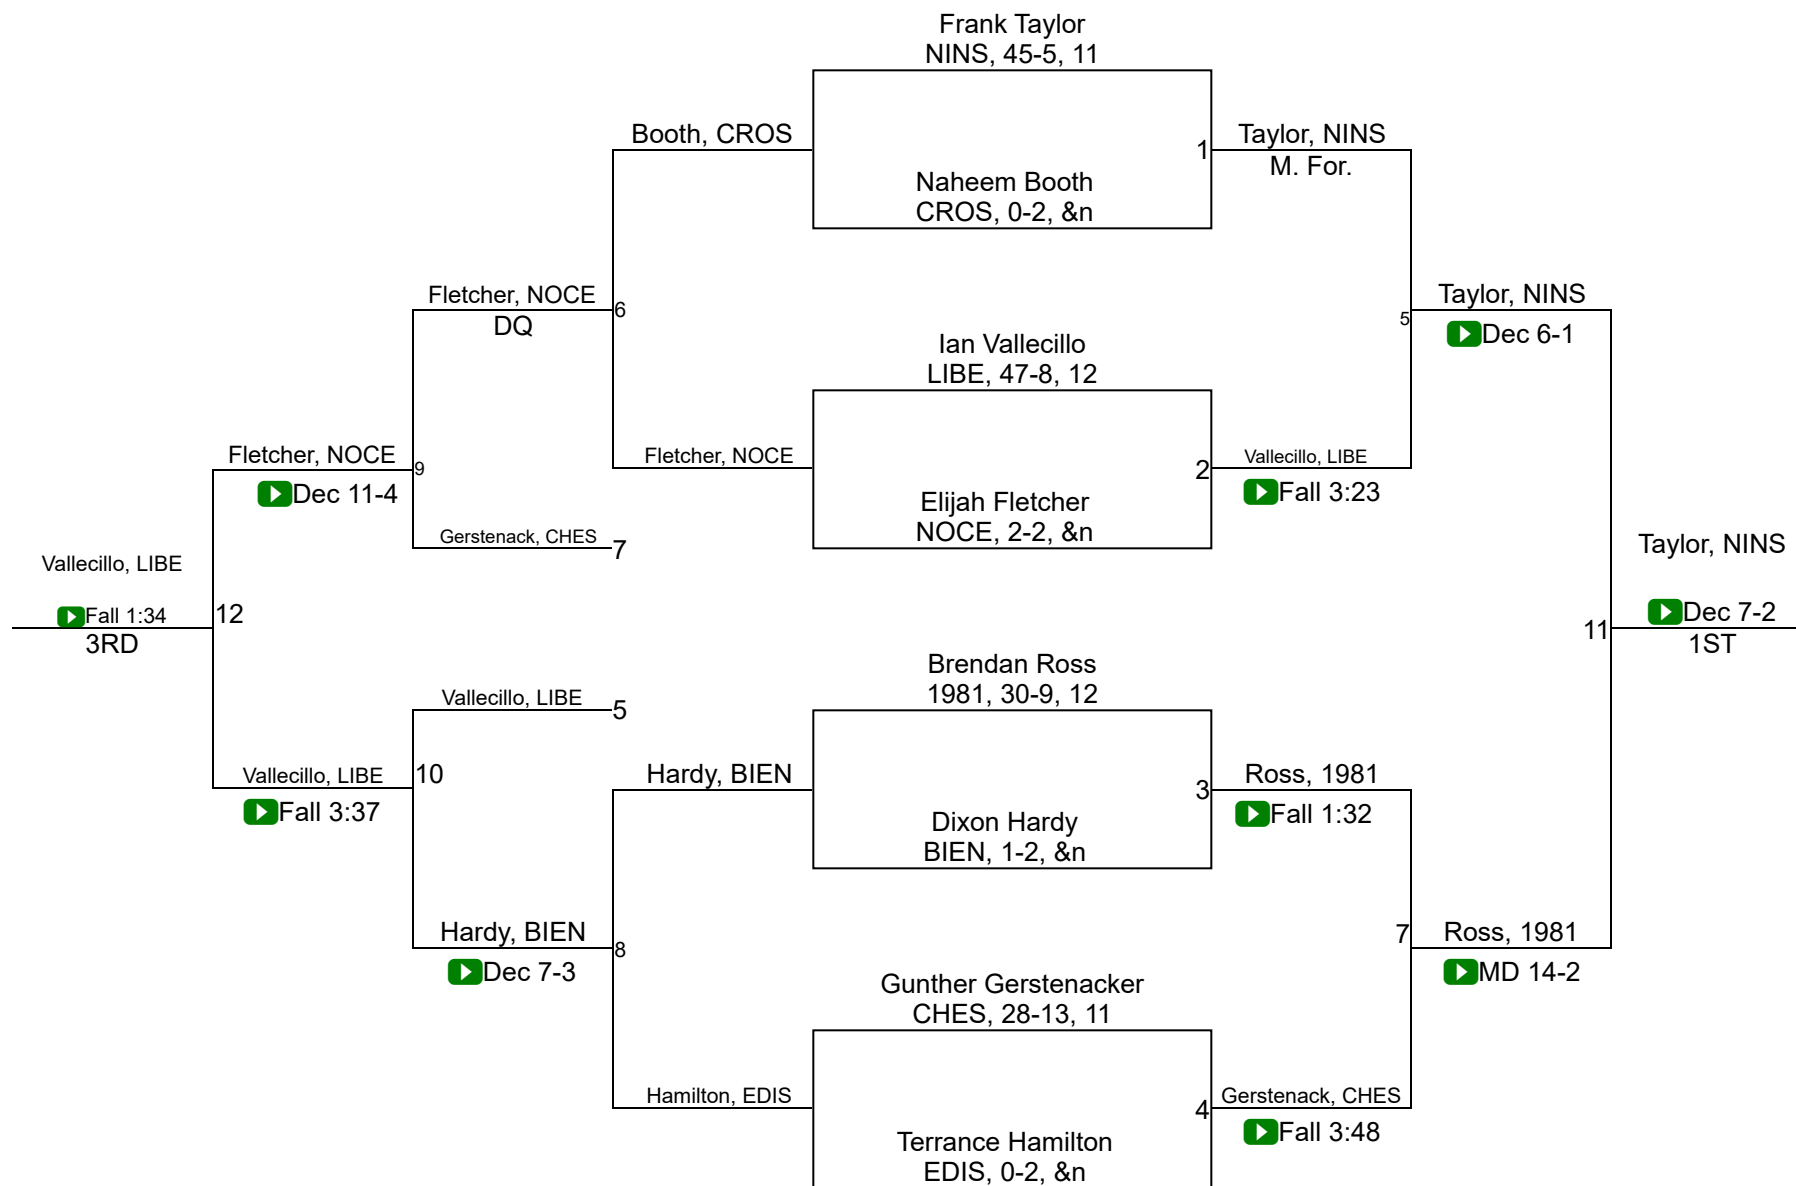 Frank Taylor
NINS, 45-5, 11
Booth, CROS
1
Taylor, NINS
M. For.
Naheem Booth
CROS, 0-2, &n
Fletcher, NOCE
DQ
6
5
Taylor, NINS
Dec 6-1
Ian Vallecillo
LIBE, 47-8, 12
Fletcher, NOCE
9
Dec 11-4
Fletcher, NOCE
2
Vallecillo, LIBE
Fall 3:23
Elijah Fletcher
NOCE, 2-2, &n
Gerstenack, CHES
7
Vallecillo, LIBE
Fall 1:34
3RD
12
Taylor, NINS
11
Dec 7-2
1ST
Brendan Ross
1981, 30-9, 12
Vallecillo, LIBE
5
Vallecillo, LIBE
10
Fall 3:37
Hardy, BIEN
3
Ross, 1981
Fall 1:32
Dixon Hardy
BIEN, 1-2, &n
Hardy, BIEN
8
Dec 7-3
7
Ross, 1981
MD 14-2
Gunther Gerstenacker
CHES, 28-13, 11
Hamilton, EDIS
4
Gerstenack, CHES
Fall 3:48
Terrance Hamilton
EDIS, 0-2, &n